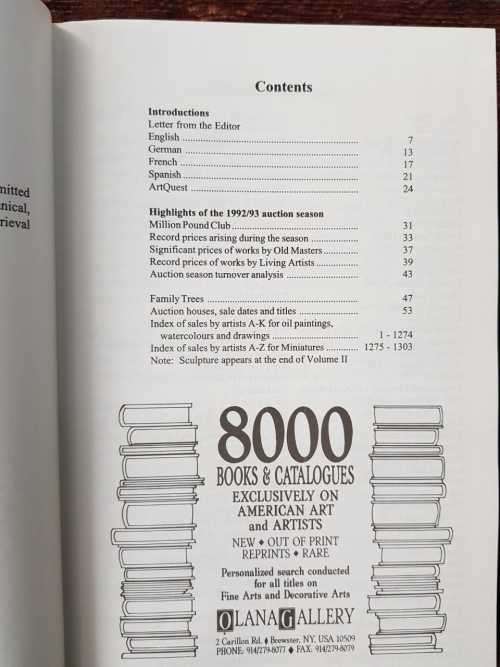 mitted
nical,
rieval
Contents
Introductions
Letter from the Editor
English ........ 7
German ........ 13
French ........ 17
Spanish ........ 21
ArtQuest ........ 24
Highlights of the 1992/93 auction season
Million Pound Club ........ 31
Record prices arising during the season ........ 33
Significant prices of works by Old Masters ........ 37
Record prices of works by Living Artists ........ 39
Auction season turnover analysis ........ 43
Family Trees ........ 47
Auction houses, sale dates and titles ........ 53
Index of sales by artists A-K for oil paintings,
watercolours and drawings ........ 1 - 1274
Index of sales by artists A-Z for Miniatures ........ 1275 - 1303
Note: Sculpture appears at the end of Volume II
8000
BOOKS & CATALOGUES
EXCLUSIVELY ON
AMERICAN ART
and ARTISTS
NEW ♦ OUT OF PRINT
REPRINTS ♦ RARE
Personalized search conducted
for all titles on
Fine Arts and Decorative Arts
OLANA GALLERY
2 Carillon Rd. ♦ Brewster, NY, USA 10509
PHONE: 914/279-8077 ♦ FAX. 914/279-8079